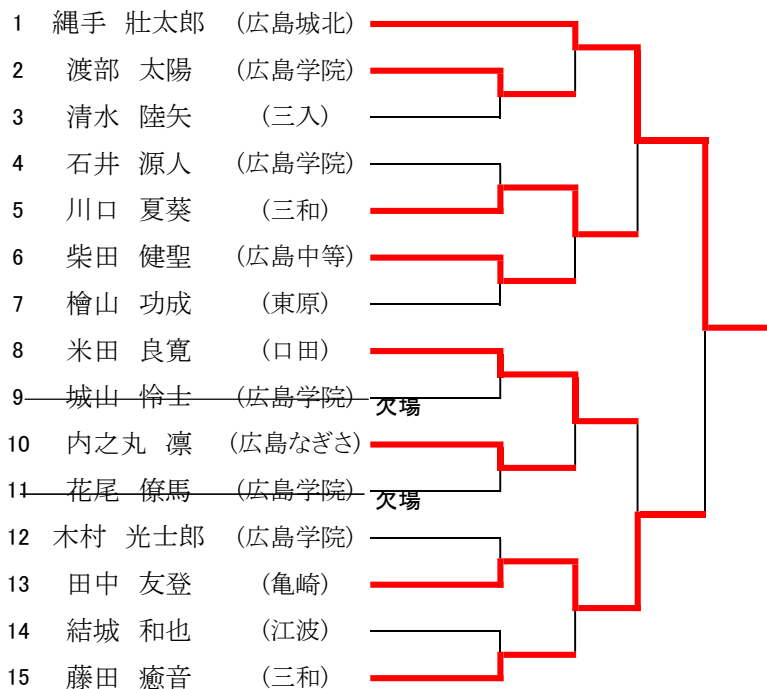 1 縄手 壯太郎 (広島城北)
2 渡部 太陽 (広島学院)
3 清水 陸矢 (三入)
4 石井 源人 (広島学院)
5 川口 夏葵 (三和)
6 柴田 健聖 (広島中等)
7 檜山 功成 (東原)
8 米田 良寛 (口田)
9 城山 怜士 (広島学院) 欠場
10 内之丸 凛 (広島なぎさ)
11 花尾 僚馬 (広島学院) 欠場
12 木村 光士郎 (広島学院)
13 田中 友登 (亀崎)
14 結城 和也 (江波)
15 藤田 癒音 (三和)